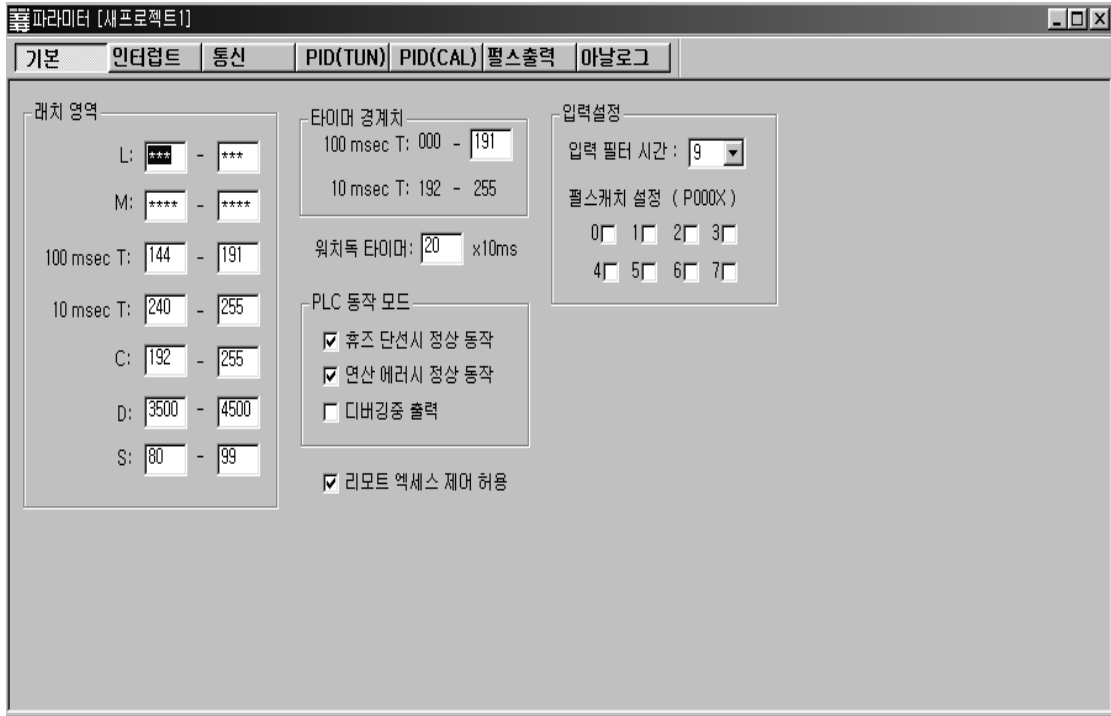 파라미터 [새프로젝트1]
기본 인터럽트 통신 PID(TUN) PID(CAL) 펄스출력 아날로그
래치 영역
L: *** - ***
M: **** - ****
100 msec T: 144 - 191
10 msec T: 240 - 255
C: 192 - 255
D: 3500 - 4500
S: 80 - 99
타이머 경계치
100 msec T: 000 - 191
10 msec T: 192 - 255
워치독 타이머: 20 x10ms
PLC 동작 모드
휴즈 단선시 정상 동작
연산 에러시 정상 동작
디버깅중 출력
리모트 엑세스 제어 허용
입력설정
입력 필터 시간 : 9
펄스캐치 설정 ( P000X )
0 1 2 3
4 5 6 7